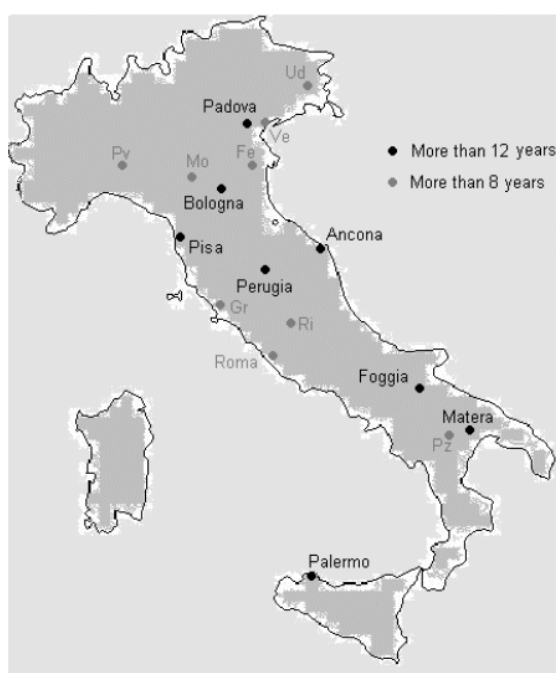 Ud
Padova
Ve
More than 12 years
Pv
Mo
Fe
More than 8 years
Bologna
Ancona
Pisa
Perugia
Gr
Ri
Roma
Foggia
Matera
Pz
Palermo